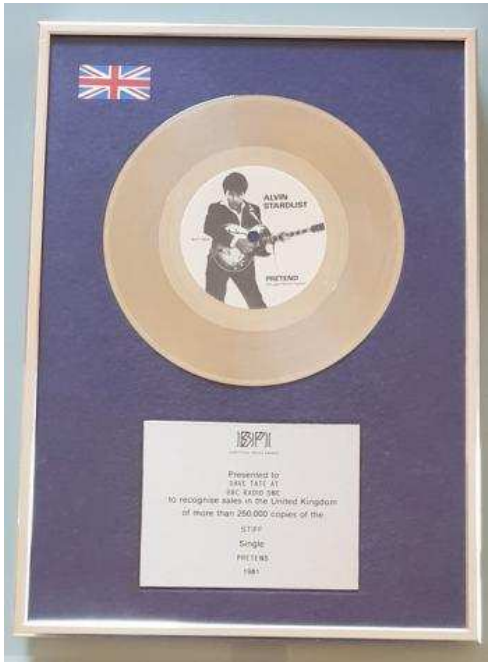 ALVIN
STARDUST
PRETEND
BPI
Presented to
DAVE TATE AT
BBC RADIO ONE
to recognise sales in the United Kingdom
of more than 250,000 copies of the
STIFF
Single
PRETEND
1981